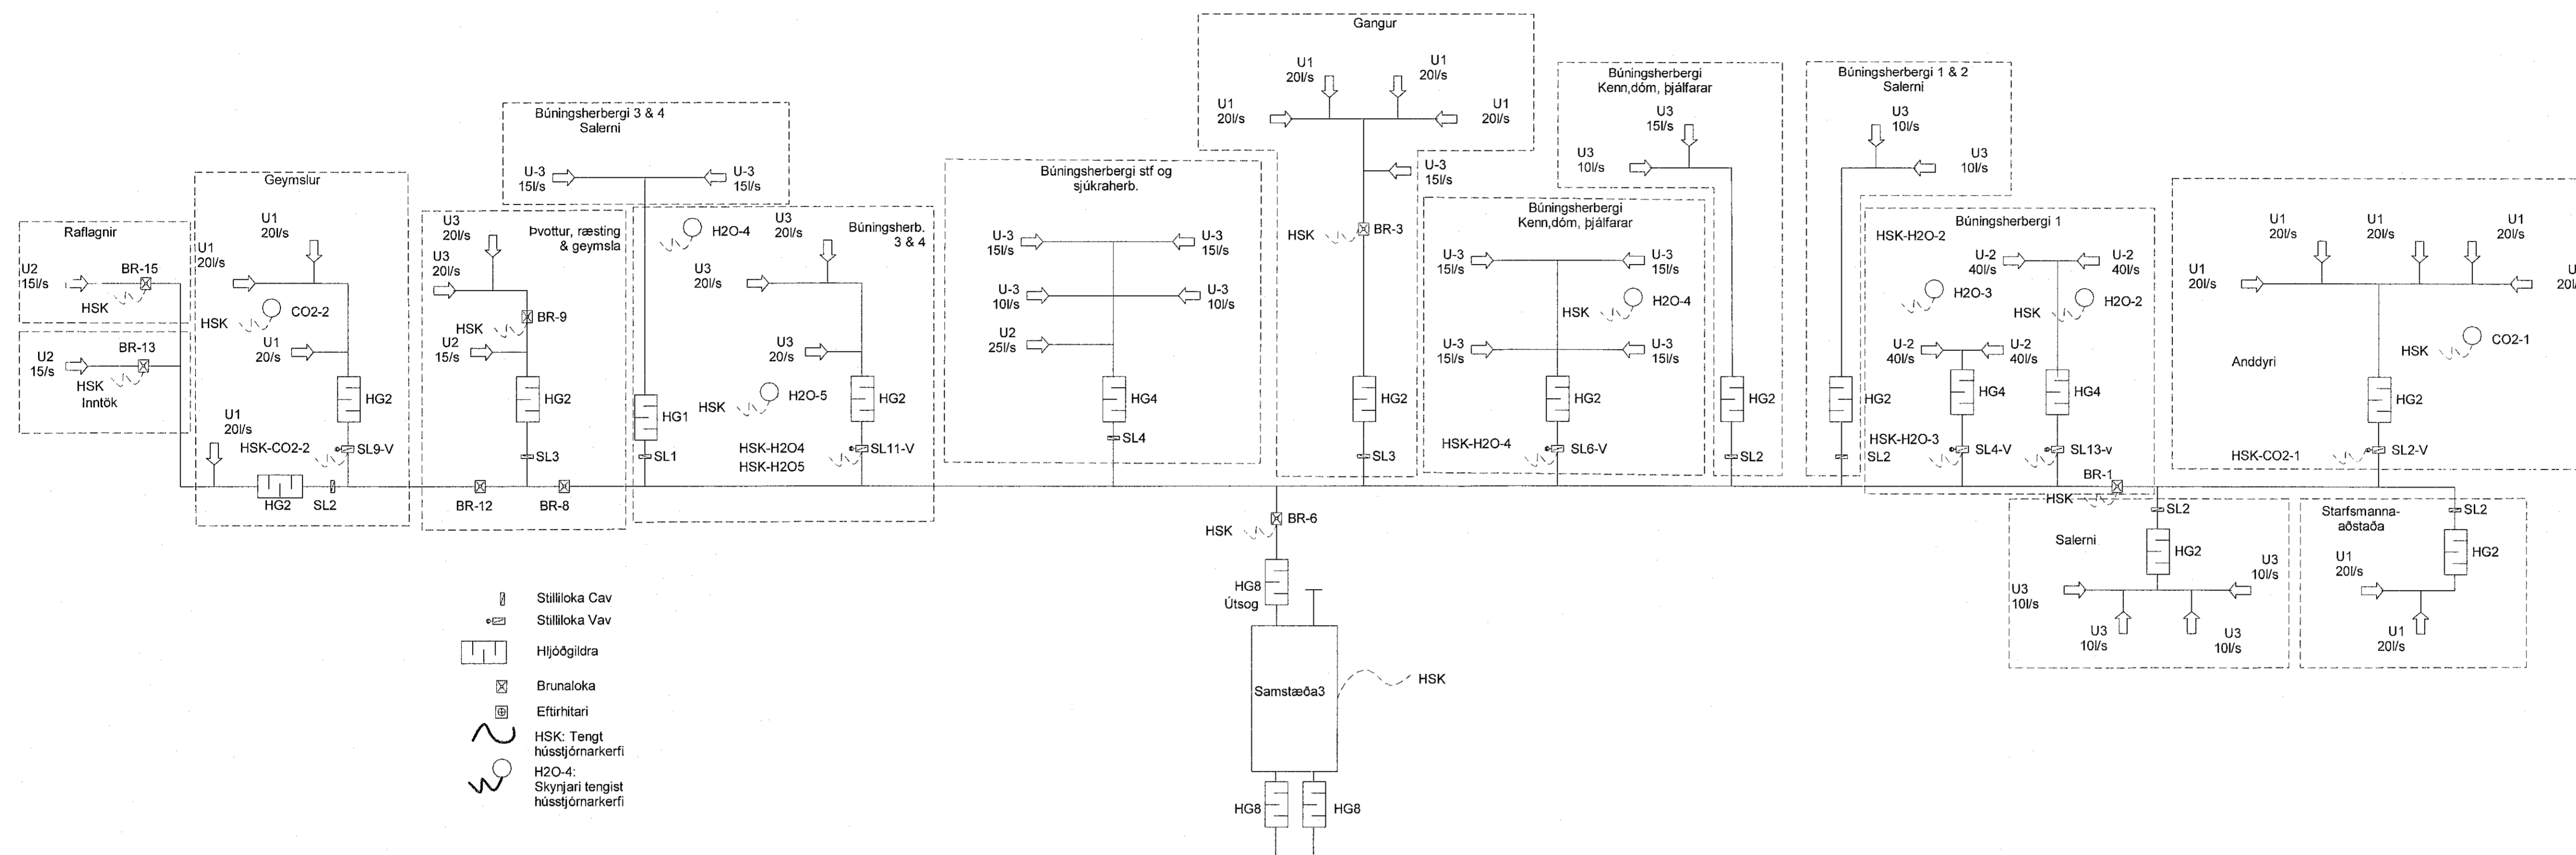 Raflagnir
U2
15l/s
BR-15
HSK
U2
15/s
BR-13
HSK
Inntök
Geymslur
U1
20l/s
U1
20l/s
HSK
CO2-2
U1
20/s
HG2
U1
20l/s
HSK-CO2-2
SL9-V
HG2
SL2
Þvottur, ræsting
& geymsla
U3
20l/s
U3
20l/s
BR-9
HSK
U2
15/s
HG2
SL3
BR-12
BR-8
Búningsherbergi 3 & 4
Salerni
U-3
15l/s
U-3
15l/s
HG1
SL1
Búningsherb.
3 & 4
H2O-4
HSK
U3
20l/s
U3
20l/s
U3
20/s
HSK
H2O-5
HG2
HSK-H2O4
HSK-H2O5
SL11-V
Búningsherbergi stf og
sjúkraherb.
U-3
15l/s
U-3
15l/s
U-3
10l/s
U-3
10l/s
U2
25l/s
HG4
SL4
Gangur
U1
20l/s
U1
20l/s
U1
20l/s
U1
20l/s
U-3
15l/s
HSK
BR-3
HG2
SL3
Búningsherbergi
Kenn,dóm, þjálfarar
U-3
15l/s
U-3
15l/s
HSK
H2O-4
U-3
15l/s
U-3
15l/s
HG2
HSK-H2O-4
SL6-V
Búningsherbergi
Kenn,dóm, þjálfarar
U3
15l/s
U3
10l/s
HG2
SL2
Búningsherbergi 1 & 2
Salerni
U3
10l/s
U3
10l/s
HG2
SL2
Búningsherbergi 1
HSK-H2O-2
U-2
40l/s
U-2
40l/s
HSK
H2O-3
HSK
H2O-2
U-2
40l/s
U-2
40l/s
HG4
HG4
HSK-H2O-3
SL4-V
SL13-v
BR-1
HSK
Anddyri
U1
20l/s
U1
20l/s
U1
20l/s
U1
20l/s
HSK
CO2-1
HG2
HSK-CO2-1
SL2-V
Salerni
SL2
HG2
U3
10l/s
U3
10l/s
U3
10l/s
U3
10l/s
Starfsmanna-
aðstaða
SL2
HG2
U1
20l/s
U1
20l/s
HSK
BR-6
HG8
Útsog
Samstæða3
HSK
HG8
HG8
Stilliloka Cav
Stilliloka Vav
Hljóðgildra
Brunaloka
Eftirhitari
HSK: Tengt
hússtjórnarkerfi
H2O-4:
Skynjari tengist
hússtjórnarkerfi